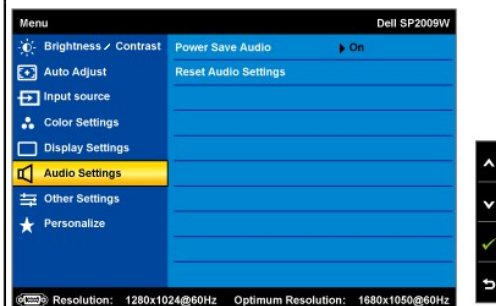 Menu Dell SP2009W
Brightness / Contrast Power Save Audio On
Auto Adjust Reset Audio Settings
Input source
Color Settings
Display Settings
Audio Settings
Other Settings
Personalize
Resolution: 1280x1024@60Hz Optimum Resolution: 1680x1050@60Hz